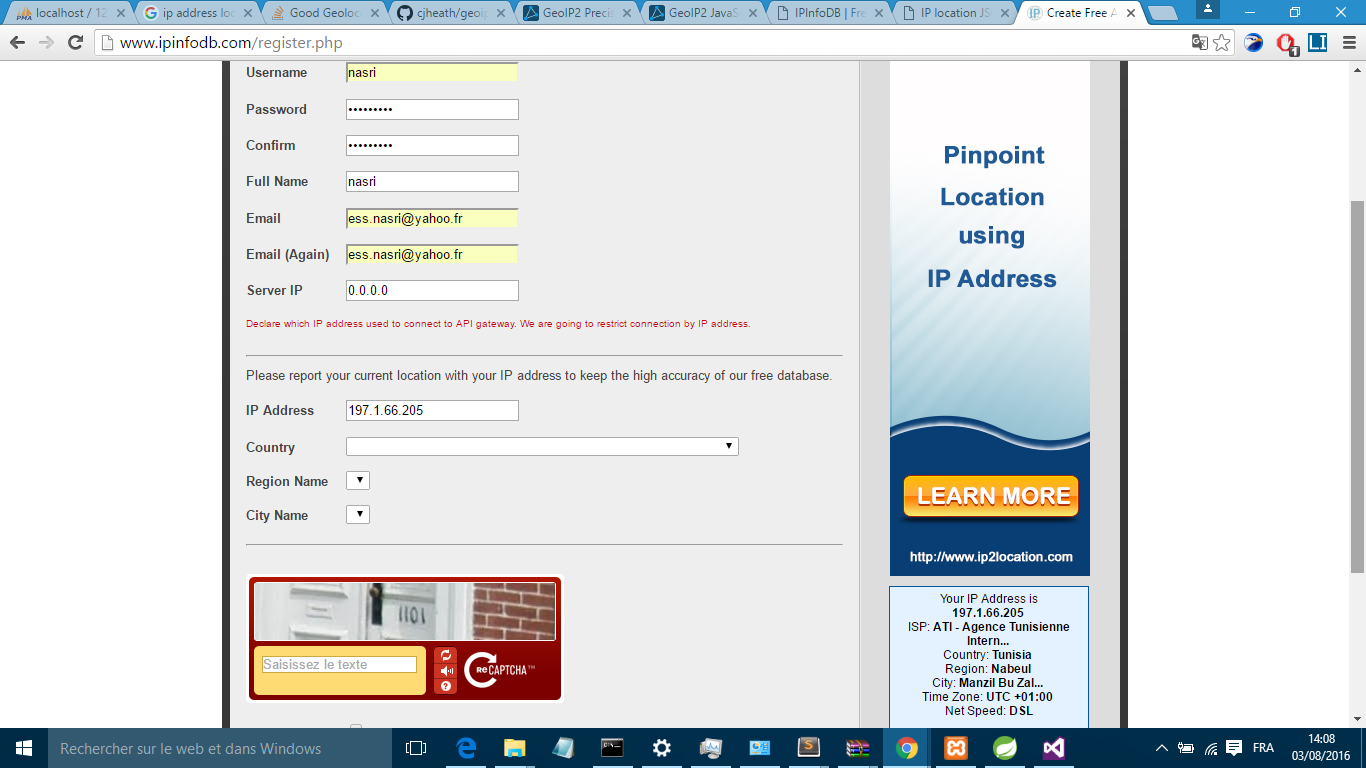 localhost / 12
ip address loc
Good Geoloc
cjheath/geoip
GeoIP2 Precis
GeoIP2 JavaS
IPInfoDB | Fre
IP location JS
Create Free A
www.ipinfodb.com/register.php
1
LI
Username nasri
Password •••••••••
Confirm •••••••••
Full Name nasri
Email ess.nasri@yahoo.fr
Email (Again) ess.nasri@yahoo.fr
Server IP 0.0.0.0
Declare which IP address used to connect to API gateway. We are going to restrict connection by IP address.
Please report your current location with your IP address to keep the high accuracy of our free database.
IP Address 197.1.66.205
Country
Region Name
City Name
1101
Saisissez le texte
RECAPTCHA™
Pinpoint
Location
using
IP Address
LEARN MORE
http://www.ip2location.com
Your IP Address is
197.1.66.205
ISP: ATI - Agence Tunisienne
Intern...
Country: Tunisia
Region: Nabeul
City: Manzil Bu Zal...
Time Zone: UTC +01:00
Net Speed: DSL
Rechercher sur le web et dans Windows
FRA
14:08
03/08/2016